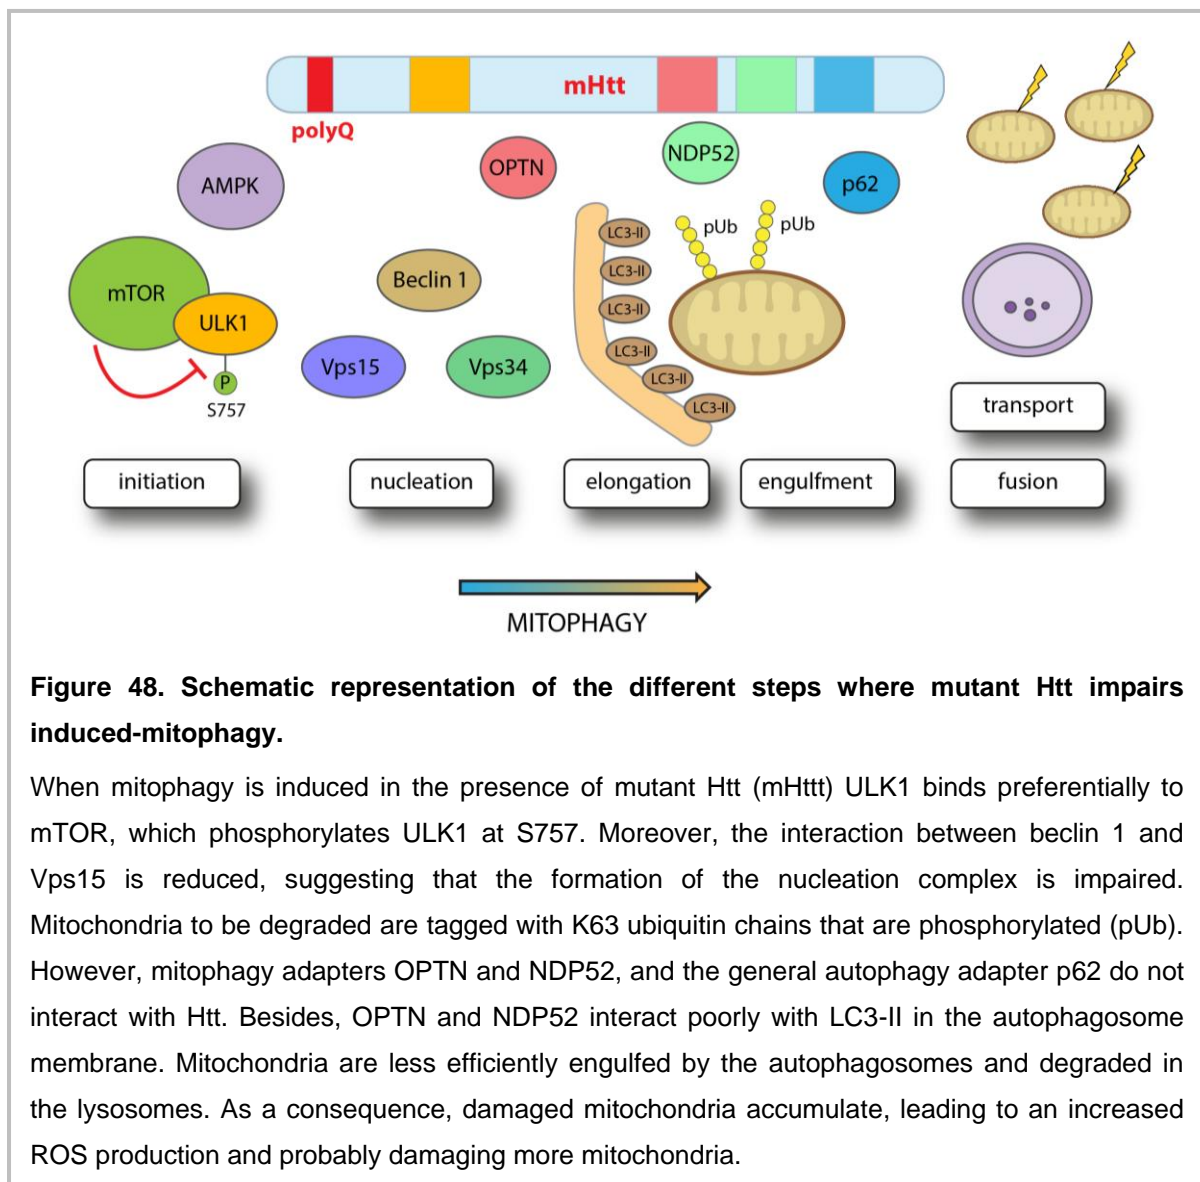 mHtt
polyQ
AMPK
OPTN
NDP52
p62
mTOR
ULK1
P
S757
Beclin 1
Vps15
Vps34
LC3-II
LC3-II
LC3-II
LC3-II
LC3-II
LC3-II
pUb
pUb
transport
initiation
nucleation
elongation
engulfment
fusion
MITOPHAGY
Figure 48. Schematic representation of the different steps where mutant Htt impairs
induced-mitophagy.
When mitophagy is induced in the presence of mutant Htt (mHttt) ULK1 binds preferentially to
mTOR, which phosphorylates ULK1 at S757. Moreover, the interaction between beclin 1 and
Vps15 is reduced, suggesting that the formation of the nucleation complex is impaired.
Mitochondria to be degraded are tagged with K63 ubiquitin chains that are phosphorylated (pUb).
However, mitophagy adapters OPTN and NDP52, and the general autophagy adapter p62 do not
interact with Htt. Besides, OPTN and NDP52 interact poorly with LC3-II in the autophagosome
membrane. Mitochondria are less efficiently engulfed by the autophagosomes and degraded in
the lysosomes. As a consequence, damaged mitochondria accumulate, leading to an increased
ROS production and probably damaging more mitochondria.